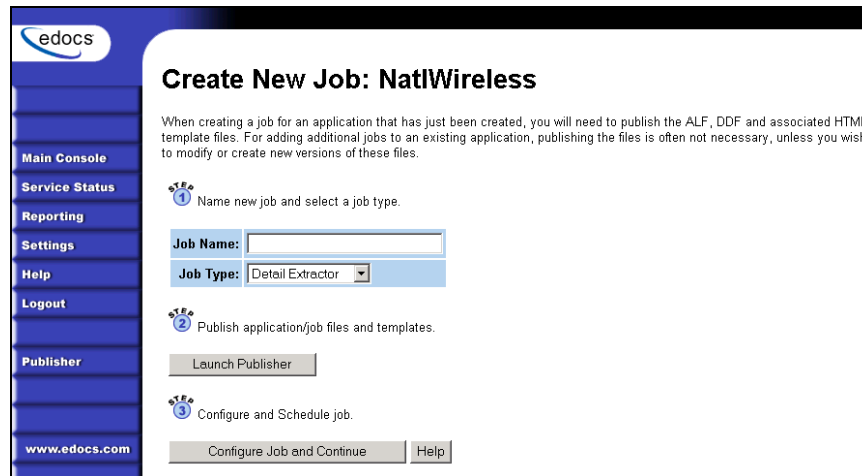 edocs
Main Console
Service Status
Reporting
Settings
Help
Logout
Publisher
www.edocs.com
Create New Job: NatlWireless
When creating a job for an application that has just been created, you will need to publish the ALF, DDF and associated
template files. For adding additional jobs to an existing application, publishing the files is often not necessary, unless you
to modify or create new versions of these files.
STEP 1 Name new job and select a job type.
Job Name:
Job Type: Detail Extractor
STEP 2 Publish application/job files and templates.
Launch Publisher
STEP 3 Configure and Schedule job.
Configure Job and Continue Help